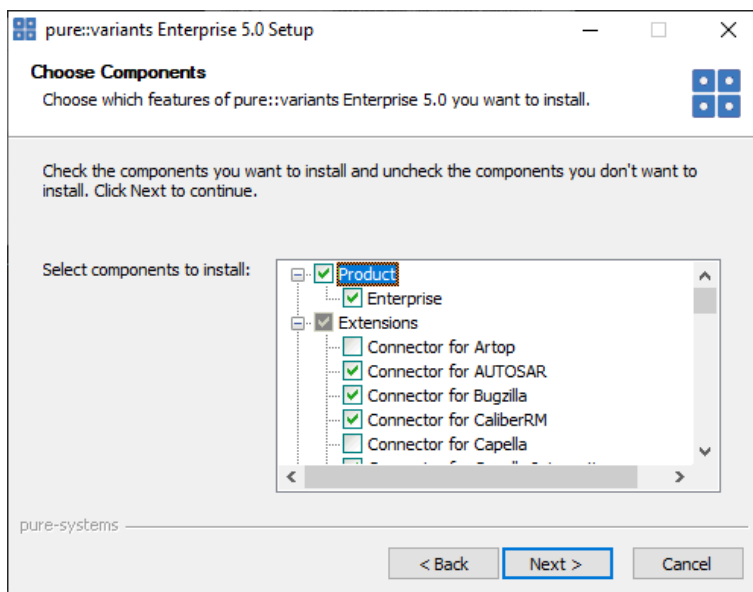 pure::variants Enterprise 5.0 Setup
Choose Components
Choose which features of pure::variants Enterprise 5.0 you want to install.
Check the components you want to install and uncheck the components you don't want to
install. Click Next to continue.
Select components to install:
Product
Enterprise
Extensions
Connector for Artop
Connector for AUTOSAR
Connector for Bugzilla
Connector for CaliberRM
Connector for Capella
pure-systems
< Back
Next >
Cancel